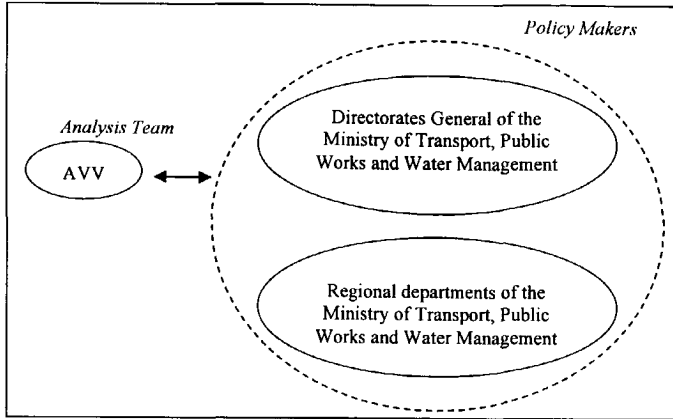 Policy Makers
Directorates General of the
Ministry of Transport, Public
Works and Water Management
Analysis Team
AVV
Regional departments of the
Ministry of Transport, Public
Works and Water Management